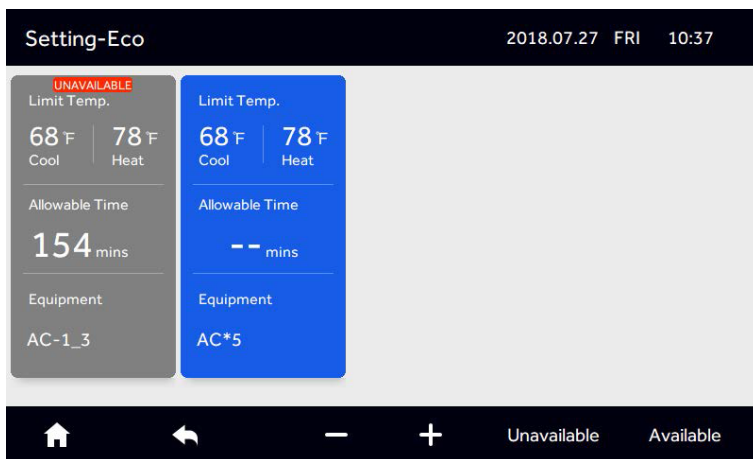 Setting-Eco 2018.07.27 FRI 10:37
UNAVAILABLE
Limit Temp.
68 °F 78 °F
Cool Heat
Allowable Time
154 mins
Equipment
AC-1_3
Limit Temp.
68 °F 78 °F
Cool Heat
Allowable Time
-- mins
Equipment
AC*5
Unavailable Available